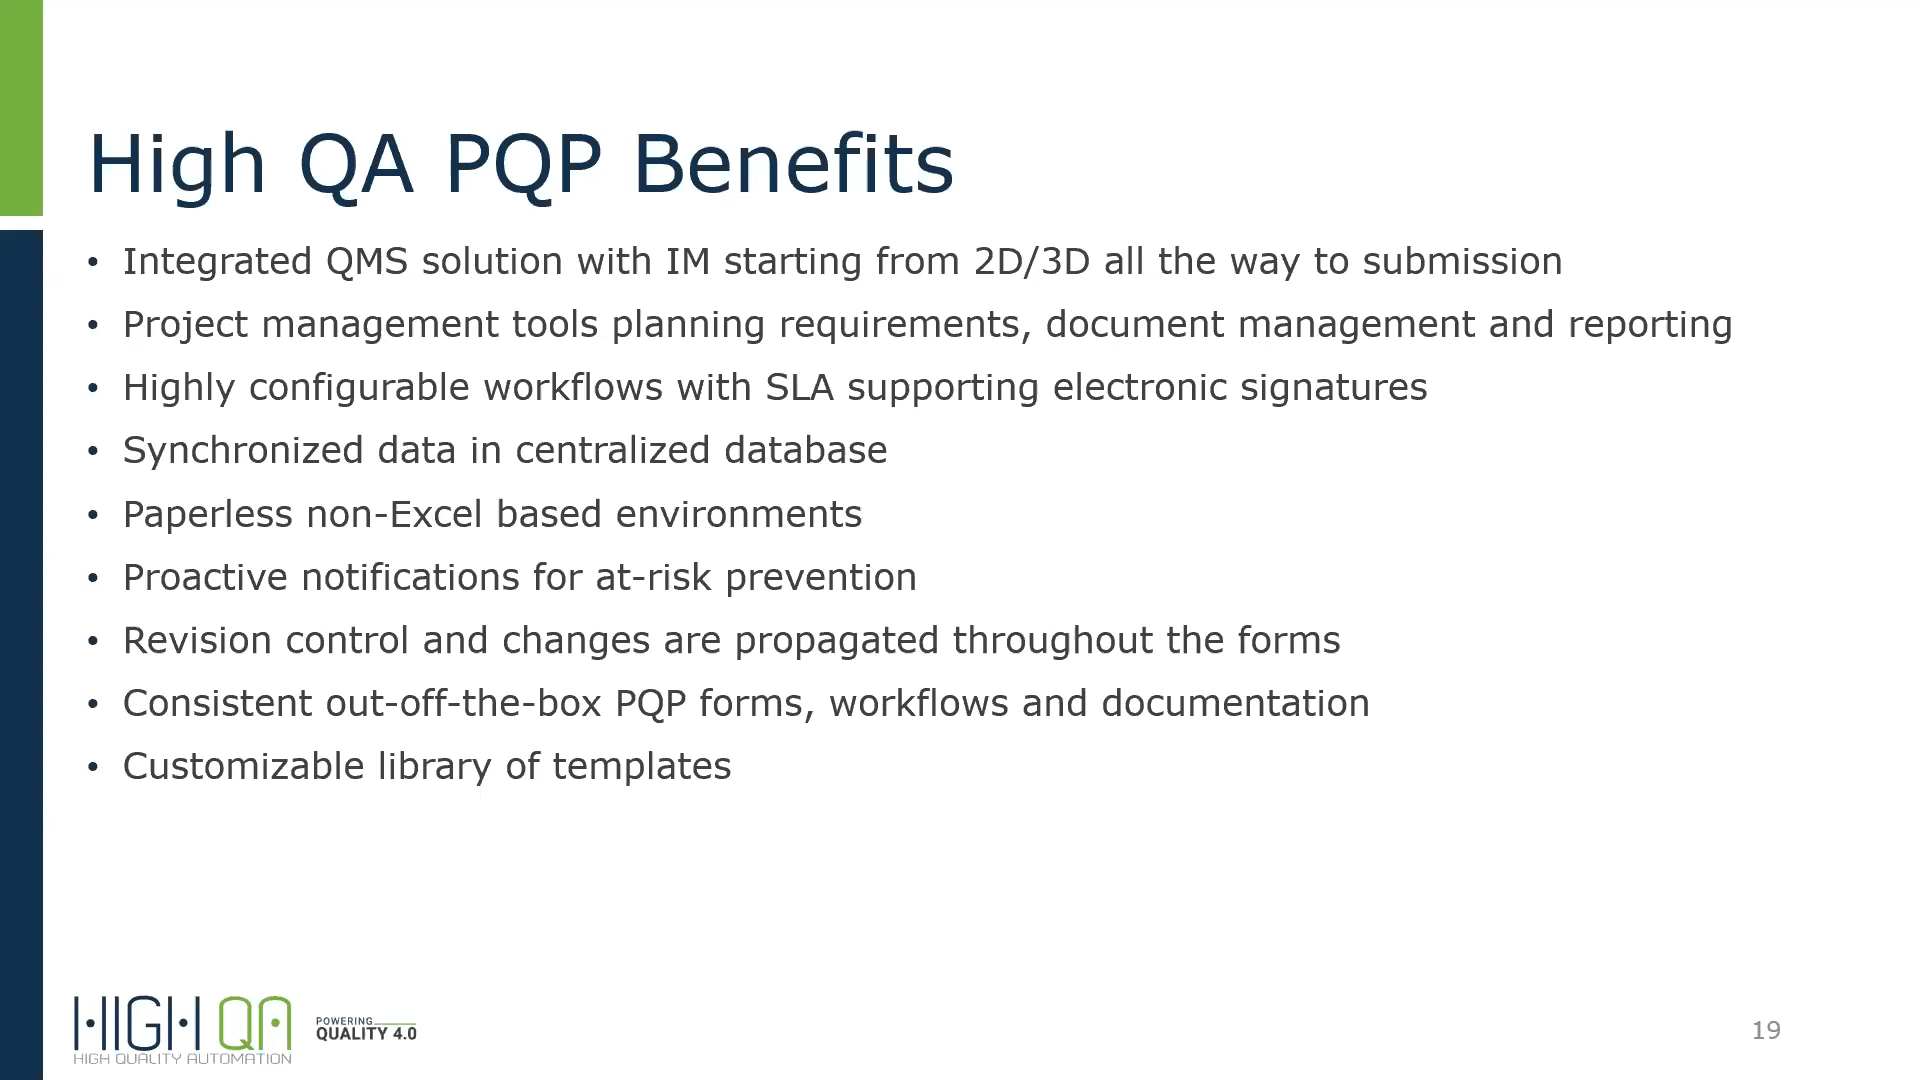 High QA PQP Benefits
• Integrated QMS solution with IM starting from 2D/3D all the way to submission
• Project management tools planning requirements, document management and reporting
• Highly configurable workflows with SLA supporting electronic signatures
• Synchronized data in centralized database
• Paperless non-Excel based environments
• Proactive notifications for at-risk prevention
• Revision control and changes are propagated throughout the forms
• Consistent out-off-the-box PQP forms, workflows and documentation
• Customizable library of templates
HIGH QA
HIGH QUALITY AUTOMATION
POWERING
QUALITY 4.0
19